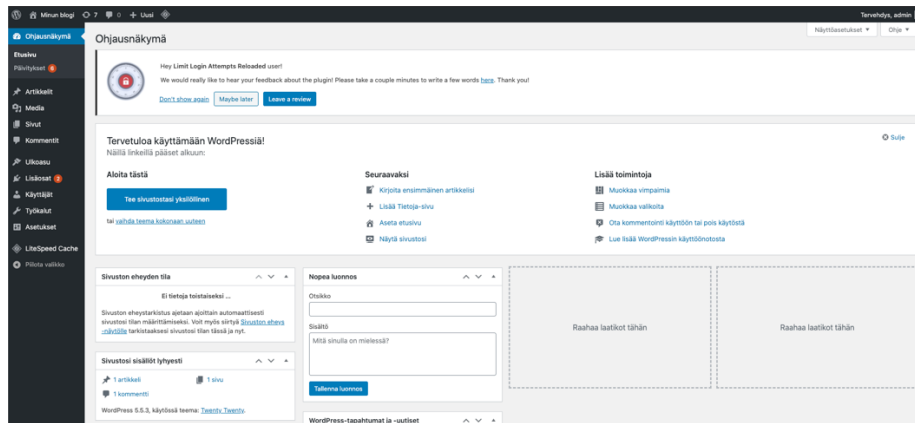 Minun blogi 7 0 + Uusi
Tervehdys, admin
Ohjausnäkymä
Etusivu
Päivitykset 6
Artikkelit
Media
Sivut
Kommentit
Ulkoasu
Lisäosat
Käyttäjät
Työkalut
Asetukset
LiteSpeed Cache
Piilota valikko
Näyttöasetukset
Ohje
Ohjausnäkymä
Hey Limit Login Attempts Reloaded user!
We would really like to hear your feedback about the plugin! Please take a couple minutes to write a few words here. Thank you!
Don't show again Maybe later Leave a review
Tervetuloa käyttämään WordPressiä!
Näillä linkeillä pääset alkuun:
Sulje
Aloita tästä
Tee sivustostasi yksilöllinen
tai vaihda teema kokonaan uuteen
Seuraavaksi
Kirjoita ensimmäinen artikkelisi
Lisää Tietoja-sivu
Aseta etusivu
Näytä sivustosi
Lisää toimintoja
Muokkaa vimpaimia
Muokkaa valikoita
Ota kommentointi käyttöön tai pois käytöstä
Lue lisää WordPressin käyttöönotosta
Sivuston eheyden tila
Ei tietoja toistaiseksi ...
Sivuston eheystarkistus ajetaan ajoittain automaattisesti
sivustosi tilan määrittämiseksi. Voit myös siirtyä Sivuston eheys
-näytölle tarkistaaksesi sivustosi tilan tässä ja nyt.
Sivustosi sisällöt lyhyesti
1 artikkeli 1 sivu
1 kommentti
WordPress 5.5.3, käytössä teema: Twenty Twenty.
Nopea luonnos
Otsikko
Sisältö
Mitä sinulla on mielessä?
Tallenna luonnos
WordPress-tapahtumat ja -uutiset
Raahaa laatikot tähän
Raahaa laatikot tähän